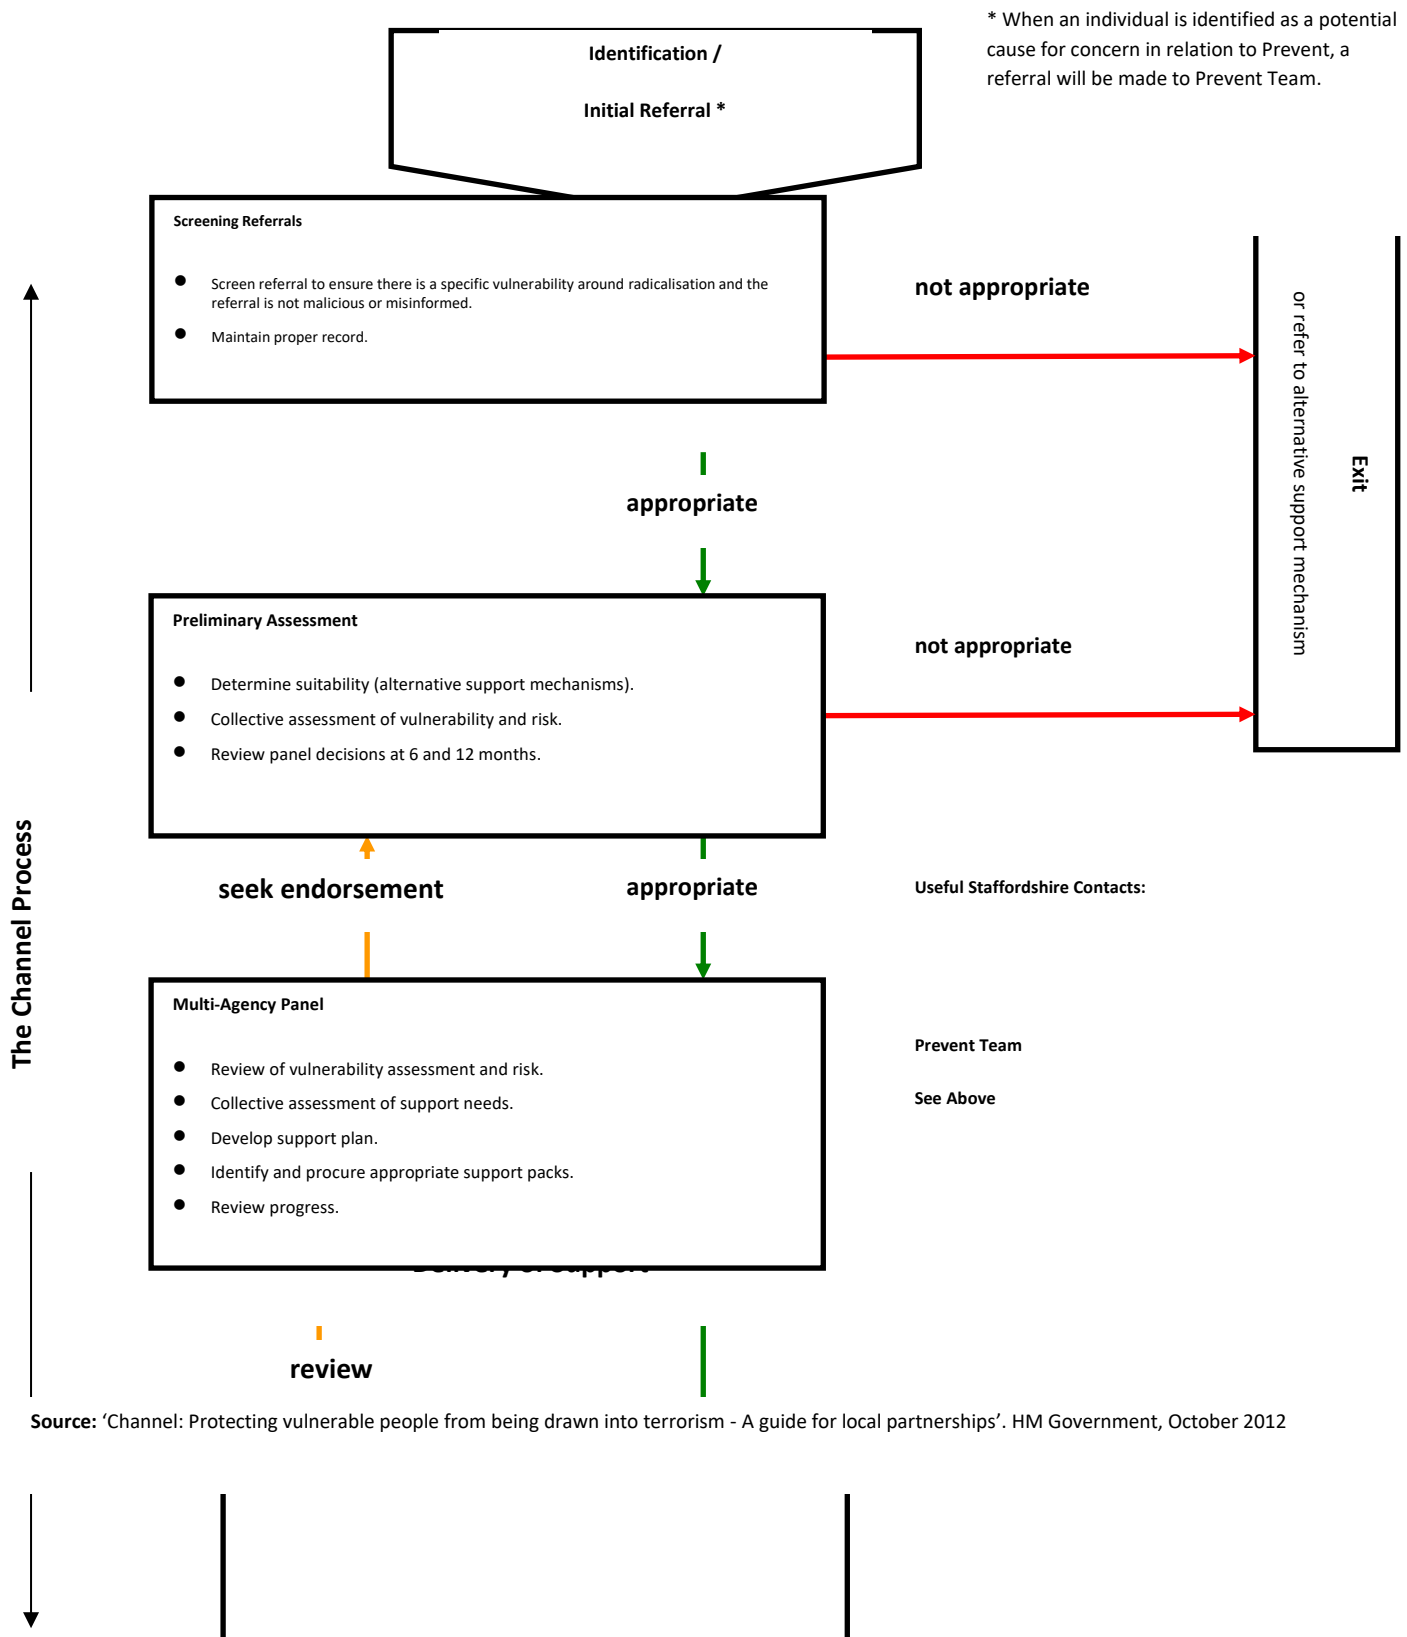 * When an individual is identified as a potential
cause for concern in relation to Prevent, a
referral will be made to Prevent Team.
Identification /
Initial Referral *
Screening Referrals
● Screen referral to ensure there is a specific vulnerability around radicalisation and the
referral is not malicious or misinformed.
● Maintain proper record.
not appropriate
Exit
or refer to alternative support mechanism
appropriate
Preliminary Assessment
● Determine suitability (alternative support mechanisms).
● Collective assessment of vulnerability and risk.
● Review panel decisions at 6 and 12 months.
not appropriate
The Channel Process
seek endorsement
appropriate
Useful Staffordshire Contacts:
Multi-Agency Panel
● Review of vulnerability assessment and risk.
● Collective assessment of support needs.
● Develop support plan.
● Identify and procure appropriate support packs.
● Review progress.
Prevent Team
See Above
Delivery of Support
review
Source: ‘Channel: Protecting vulnerable people from being drawn into terrorism - A guide for local partnerships’. HM Government, October 2012